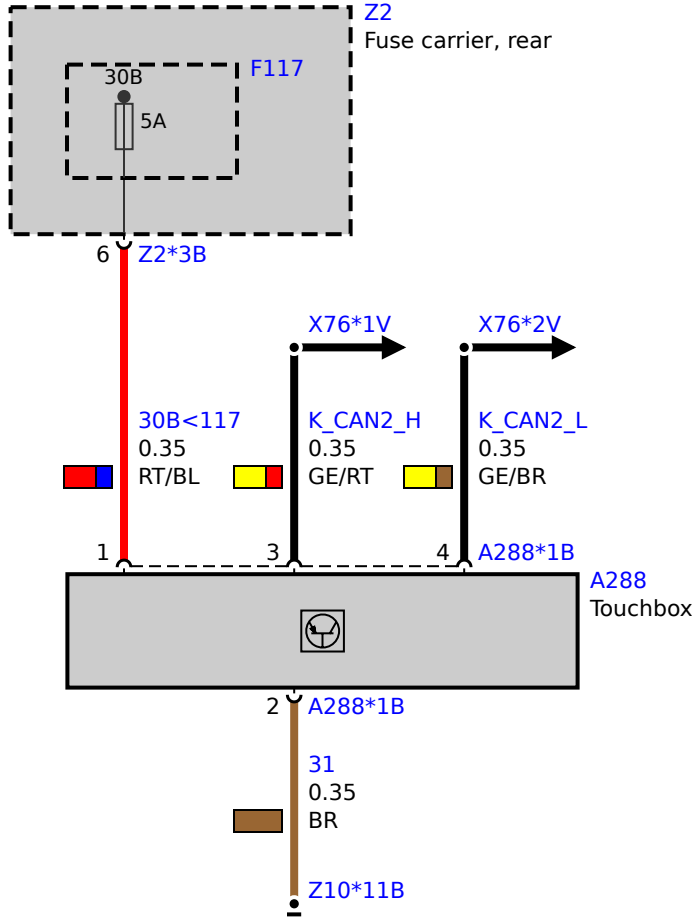 Z2
Fuse carrier, rear
F117
30B
5A
6
Z2*3B
X76*1V
X76*2V
30B<117
0.35
RT/BL
K_CAN2_H
0.35
GE/RT
K_CAN2_L
0.35
GE/BR
1
3
4
A288*1B
A288
Touchbox
2
A288*1B
31
0.35
BR
Z10*11B